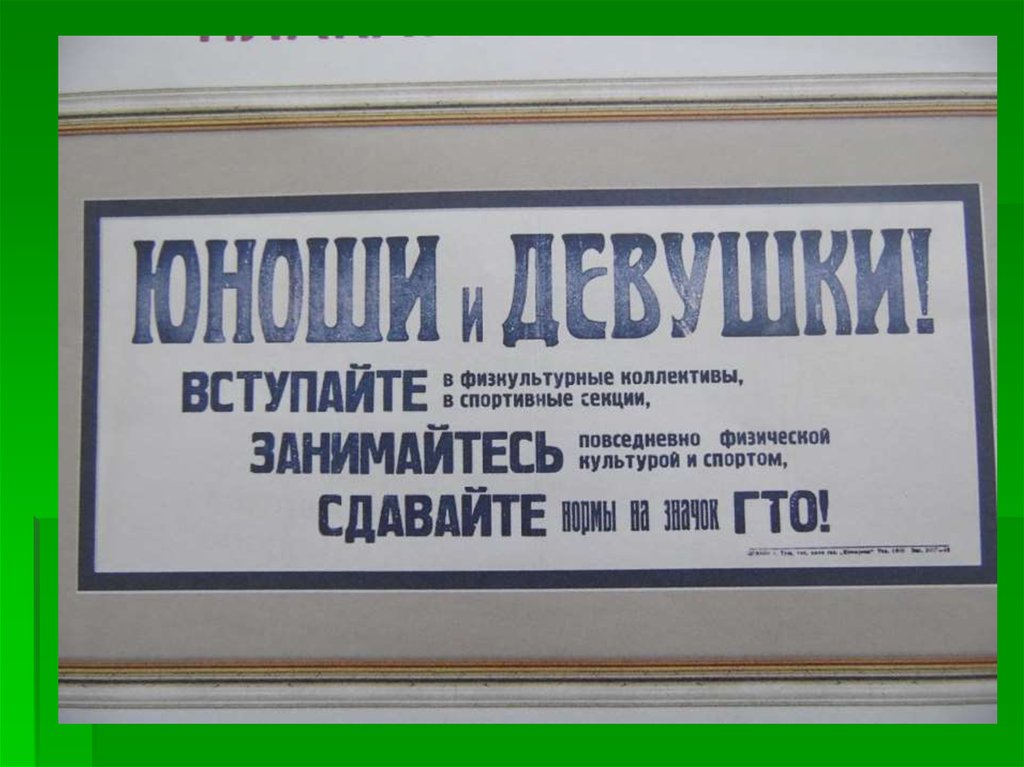 ЮНОШИ и ДЕВУШКИ!
ВСТУПАЙТЕ в физкультурные коллективы,
в спортивные секции,
ЗАНИМАЙТЕСЬ повседневно физической
культурой и спортом,
СДАВАЙТЕ нормы на значок ГТО!